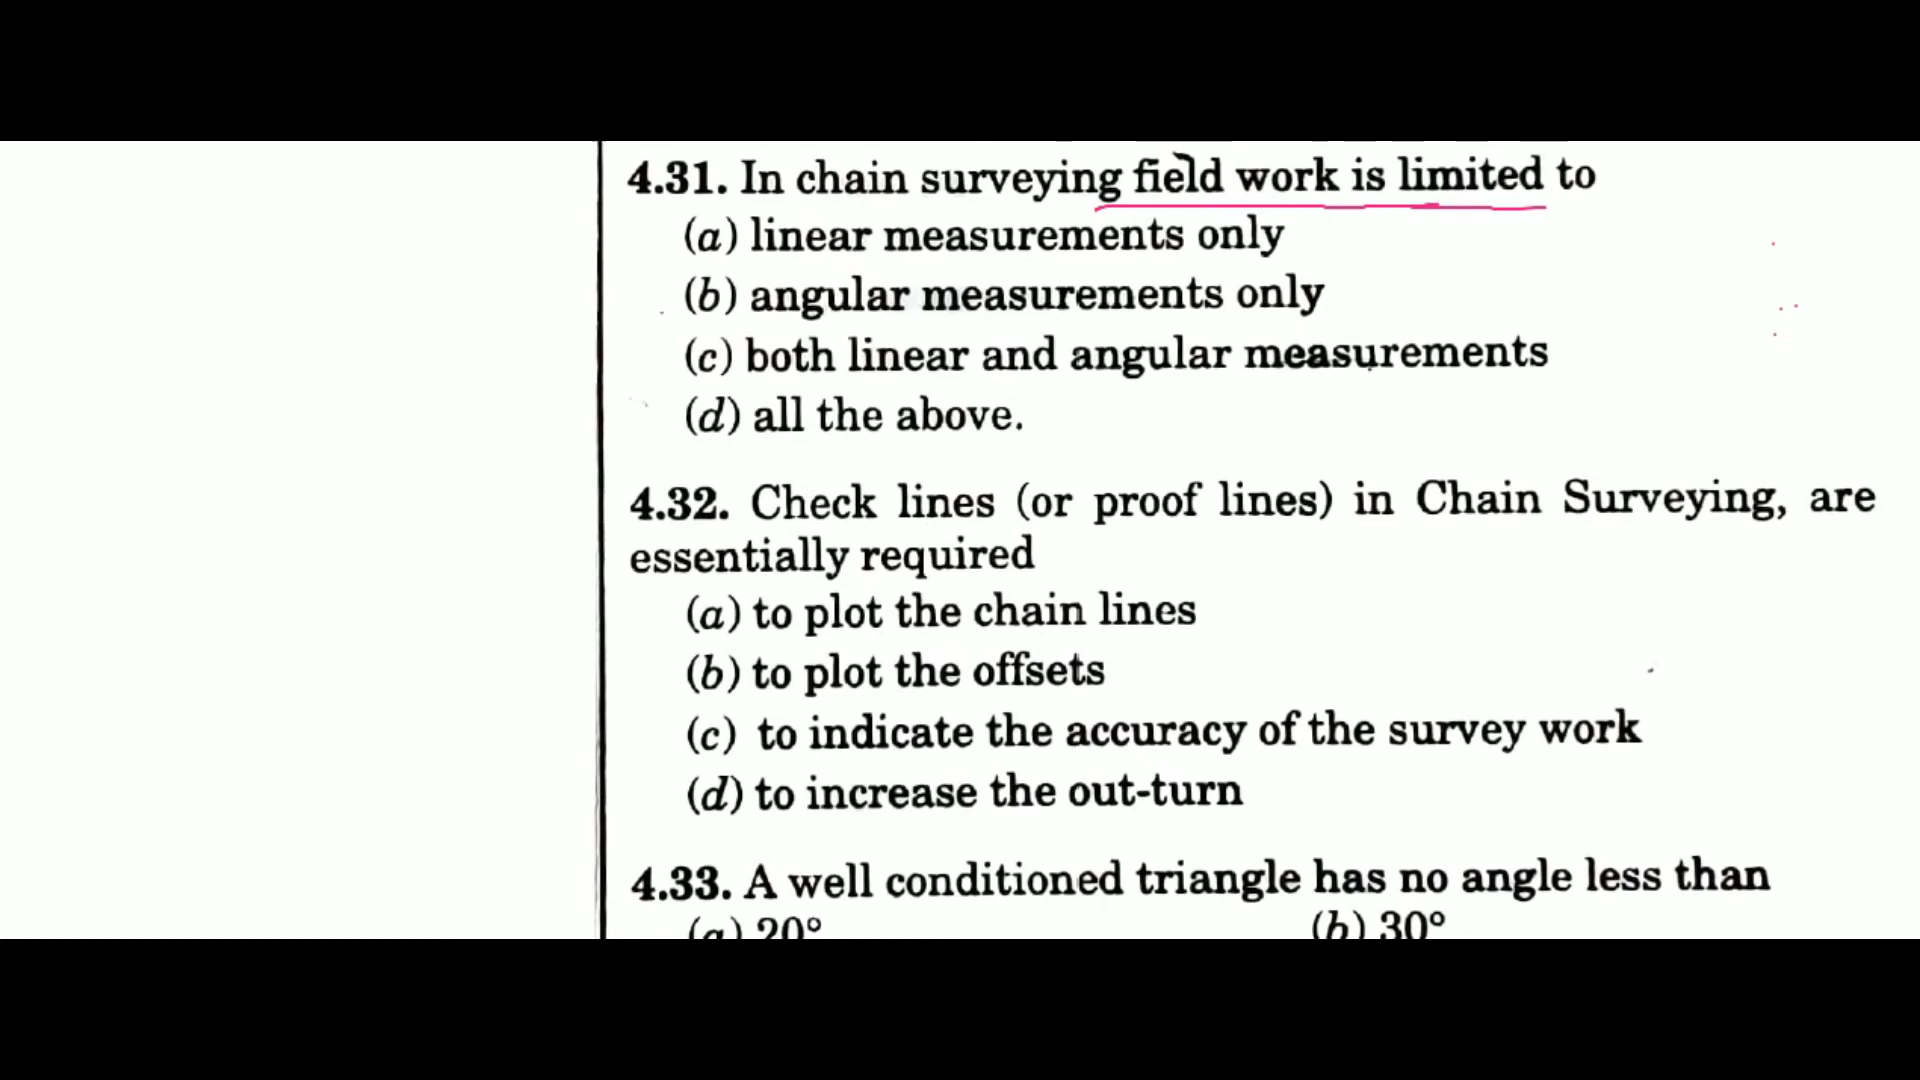 4.31. In chain surveying field work is limited to
(a) linear measurements only
(b) angular measurements only
(c) both linear and angular measurements
(d) all the above.
4.32. Check lines (or proof lines) in Chain Surveying, are
essentially required
(a) to plot the chain lines
(b) to plot the offsets
(c) to indicate the accuracy of the survey work
(d) to increase the out-turn
4.33. A well conditioned triangle has no angle less than
(a) 20° (b) 30°